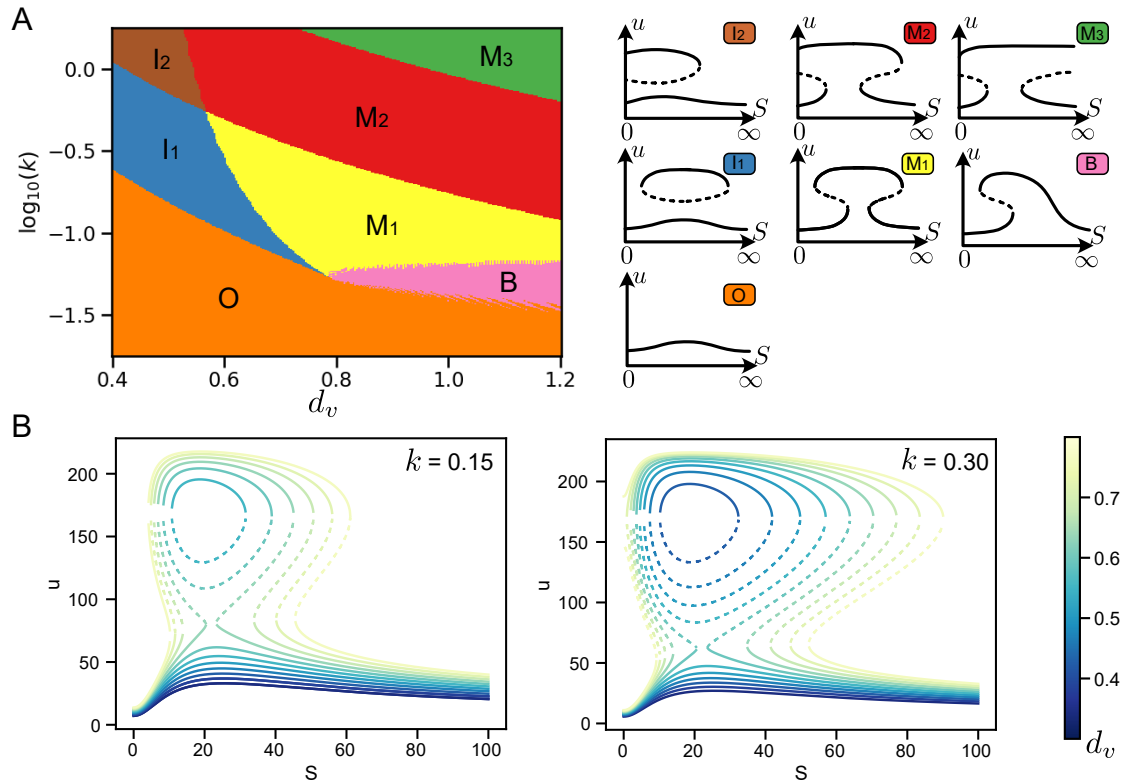 A
log10(k)
0.0
−0.5
−1.0
−1.5
0.4
0.6
0.8
1.0
1.2
d_v
I2
I1
O
M1
M2
M3
B
u
I2
S
0
∞
u
M2
S
0
∞
u
M3
S
0
∞
u
I1
S
0
∞
u
M1
S
0
∞
u
B
S
0
∞
u
O
S
0
∞
B
k = 0.15
u
200
150
100
50
0
0
20
40
60
80
100
S
k = 0.30
u
200
150
100
50
0
0
20
40
60
80
100
S
0.7
0.6
0.5
0.4
d_v